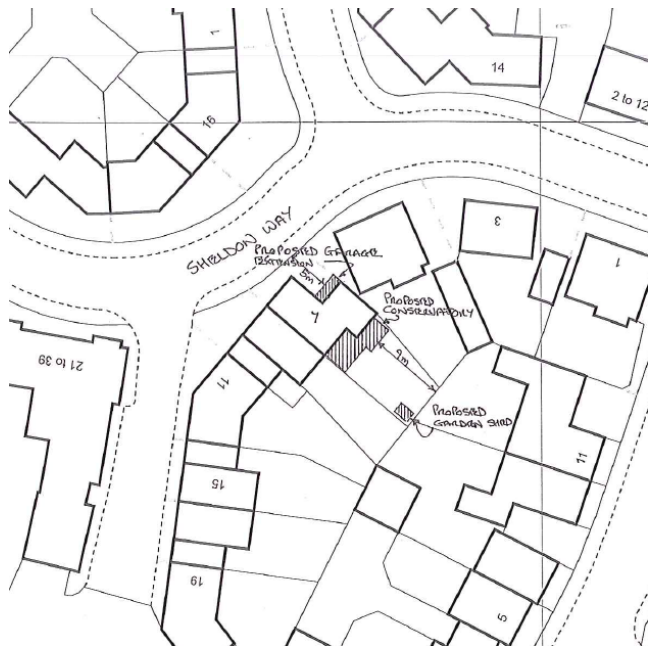 1
14
2 to 12
16
SHELDON WAY
3
1
PROPOSED GARAGE
EXTENSION
5m
PROPOSED
CONSERVATORY
7
21 to 39
9m
11
PROPOSED
GARDEN SHED
11
15
19
5